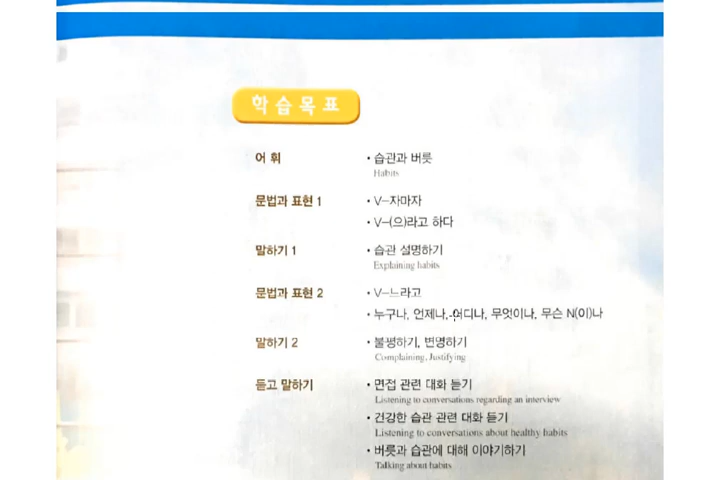 학습목표
어휘 • 습관과 버릇
Habits
문법과 표현 1 • V-자마자
• V-(으)라고 하다
말하기 1 • 습관 설명하기
Explaining habits
문법과 표현 2 • V-느라고
• 누구나, 언제나, 어디나, 무엇이나, 무슨 N(이)나
말하기 2 • 불평하기, 변명하기
Complaining, Justifying
듣고 말하기 • 면접 관련 대화 듣기
Listening to conversations regarding an interview
• 건강한 습관 관련 대화 듣기
Listening to conversations about healthy habits
• 버릇과 습관에 대해 이야기하기
Talking about habits